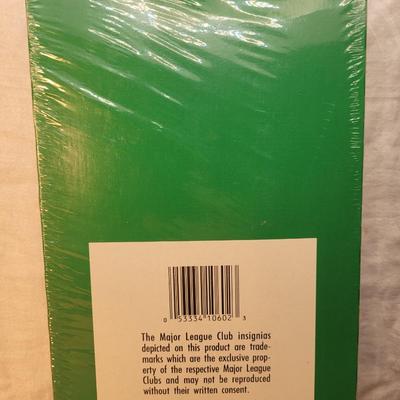 0 53334 10602 3
The Major League Club insignias
depicted on this product are trade-
marks which are the exclusive prop-
erty of the respective Major League
Clubs and may not be reproduced
without their written consent.